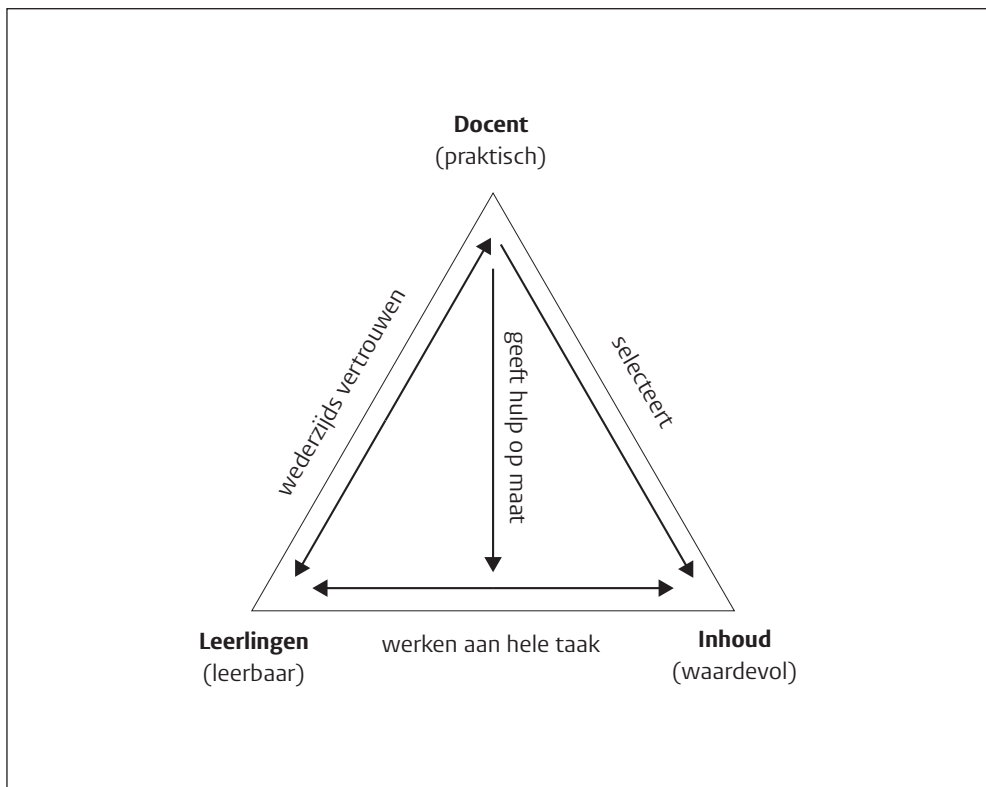 Docent
(praktisch)
wederzijds vertrouwen
geeft hulp op maat
selecteert
Leerlingen
(leerbaar)
werken aan hele taak
Inhoud
(waardevol)